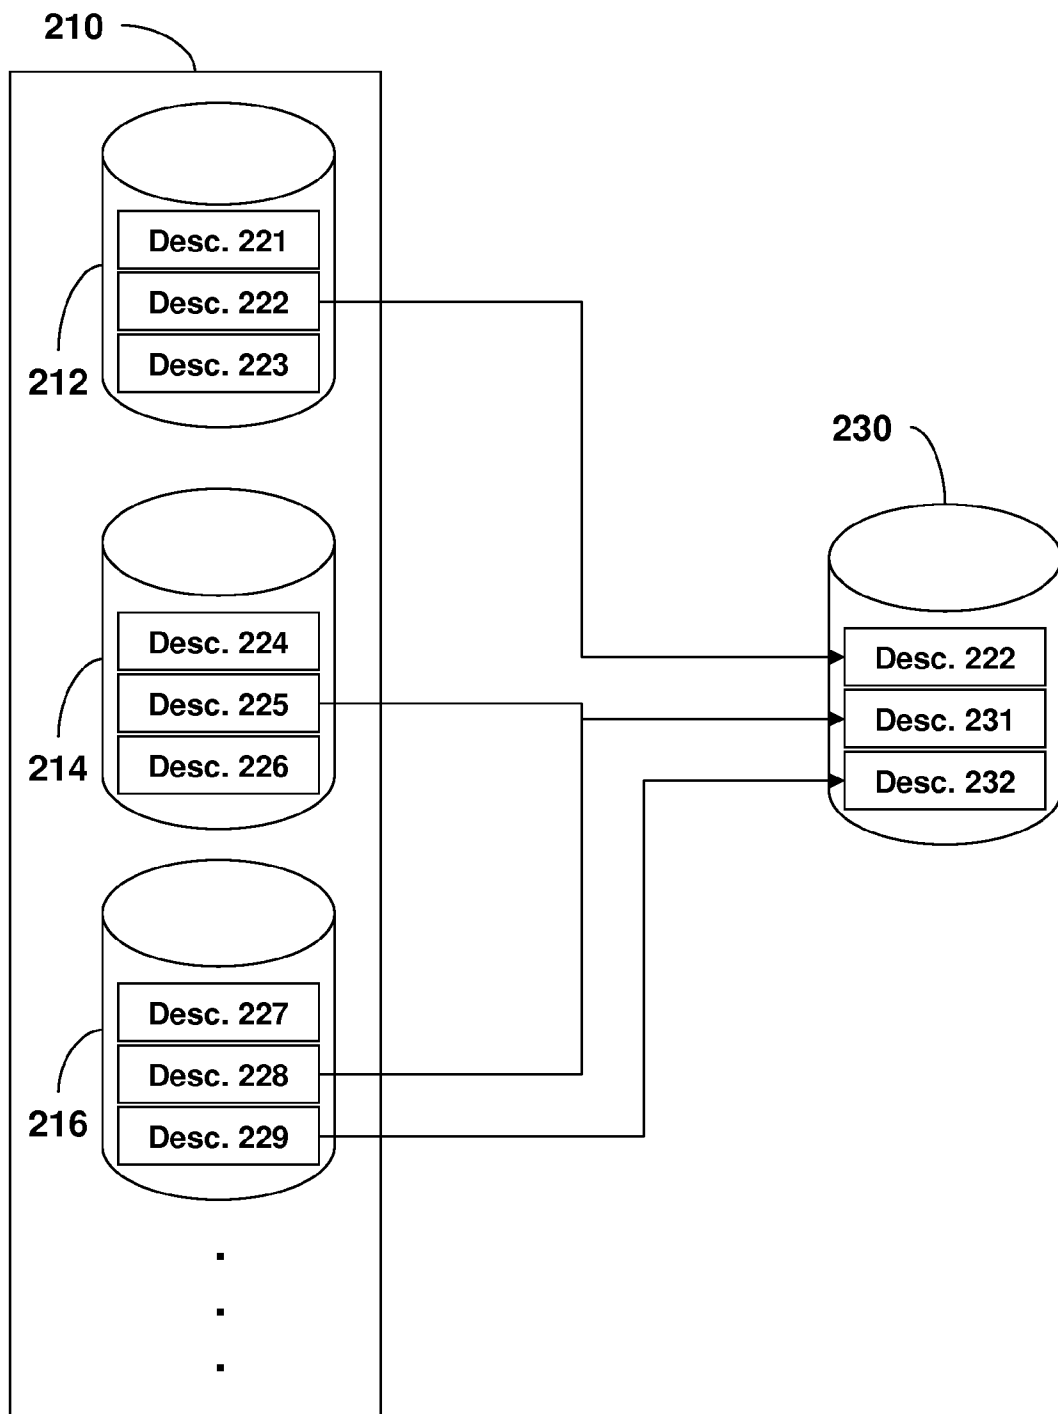 210
Desc. 221
Desc. 222
Desc. 223
212
230
Desc. 224
Desc. 225
Desc. 226
214
Desc. 222
Desc. 231
Desc. 232
Desc. 227
Desc. 228
Desc. 229
216